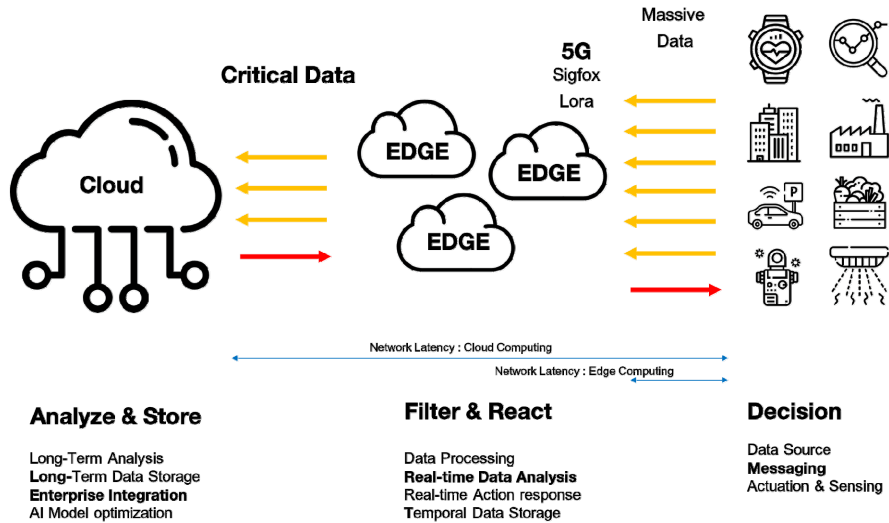 Massive
Data
5G
Sigfox
Lora
Critical Data
P
EDGE
EDGE
EDGE
Cloud
Network Latency : Cloud Computing
Network Latency : Edge Computing
Analyze & Store
Long-Term Analysis
Long-Term Data Storage
Enterprise Integration
AI Model optimization
Filter & React
Data Processing
Real-time Data Analysis
Real-time Action response
Temporal Data Storage
Decision
Data Source
Messaging
Actuation & Sensing